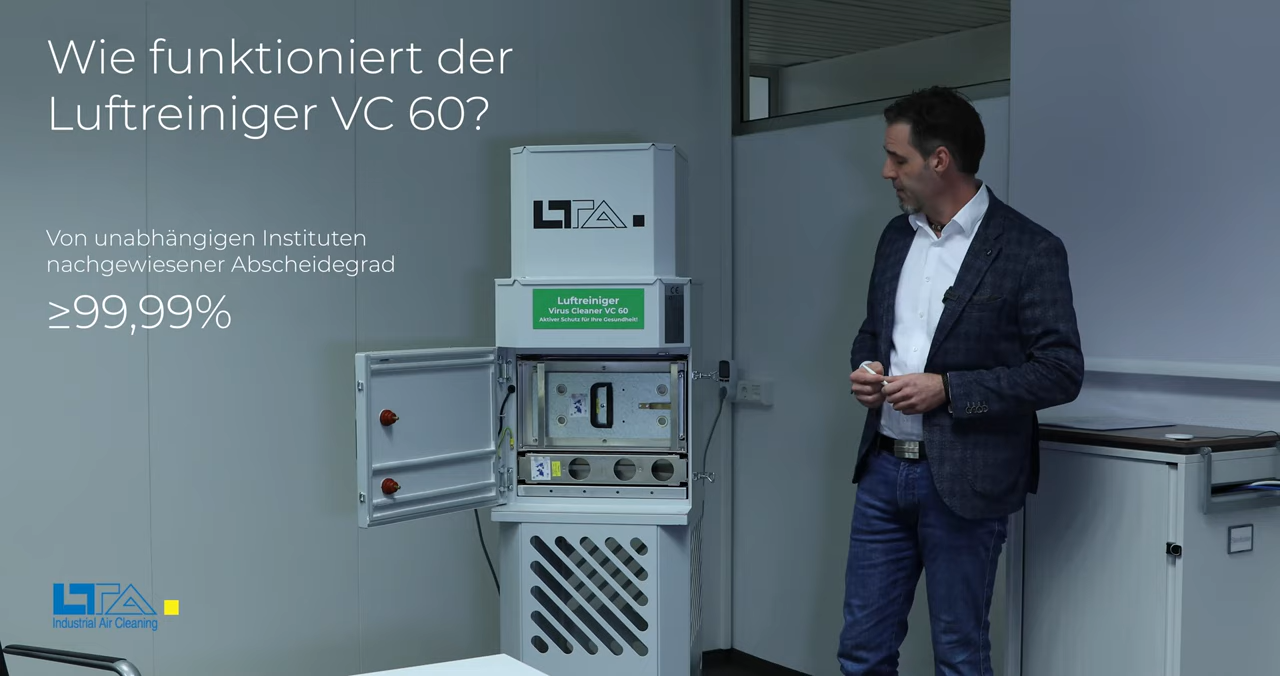 Wie funktioniert der
Luftreiniger VC 60?
Von unabhängigen Instituten
nachgewiesener Abscheidegrad
≥99,99%
LTA
Luftreiniger
Virus Cleaner VC 60
Aktiver Schutz für Ihre Gesundheit!
CE
LTA
Industrial Air Cleaning